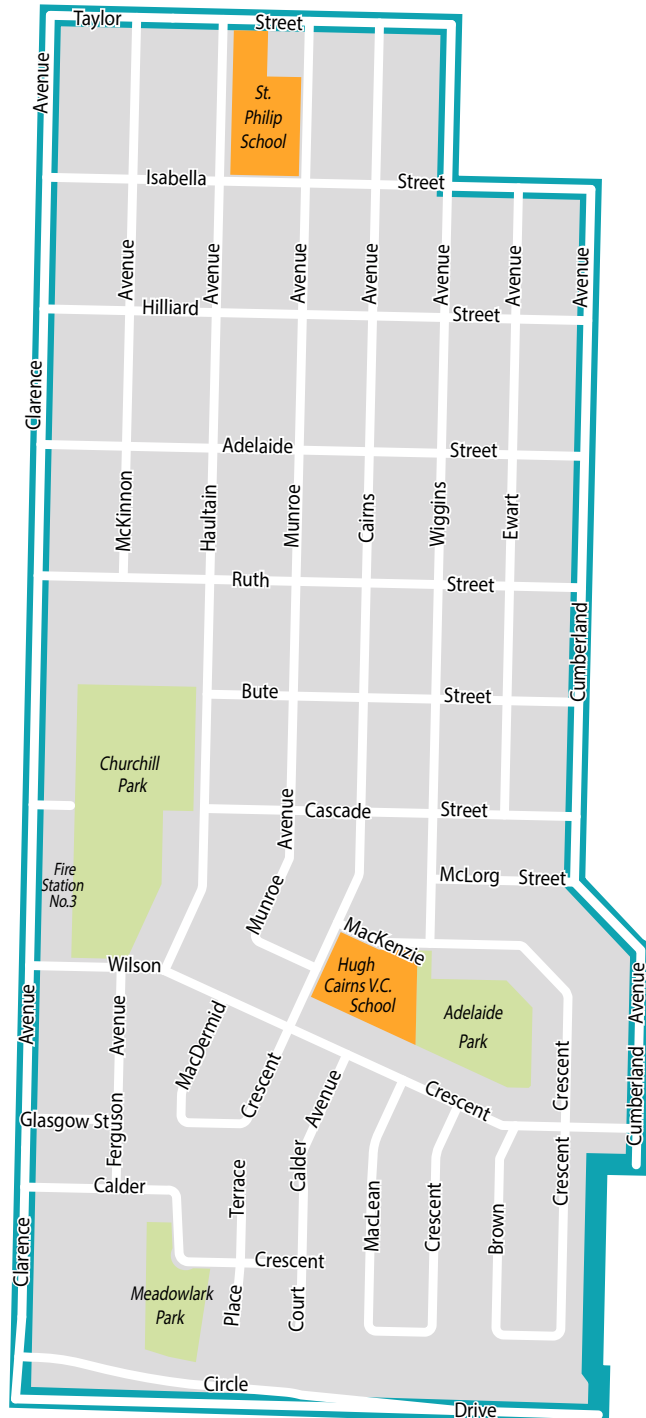 Taylor Street
Avenue
St.
Philip
School
Isabella Street
Avenue
Avenue
Avenue
Avenue
Avenue
Avenue
Avenue
Hilliard Street
Clarence
Adelaide Street
McKinnon
Haultain
Munroe
Cairns
Wiggins
Ewart
Ruth Street
Cumberland
Bute Street
Churchill
Park
Avenue
Cascade Street
Fire
Station
No.3
Munroe
McLorg Street
MacKenzie
Wilson
Hugh
Cairns V.C.
School
Adelaide
Park
Avenue
Avenue
Avenue
MacDermid
Crescent
Avenue
Crescent
Crescent
Cumberland
Glasgow St
Ferguson
Calder
Calder
Terrace
MacLean
Crescent
Brown
Crescent
Clarence
Crescent
Meadowlark
Park
Place
Court
Circle Drive